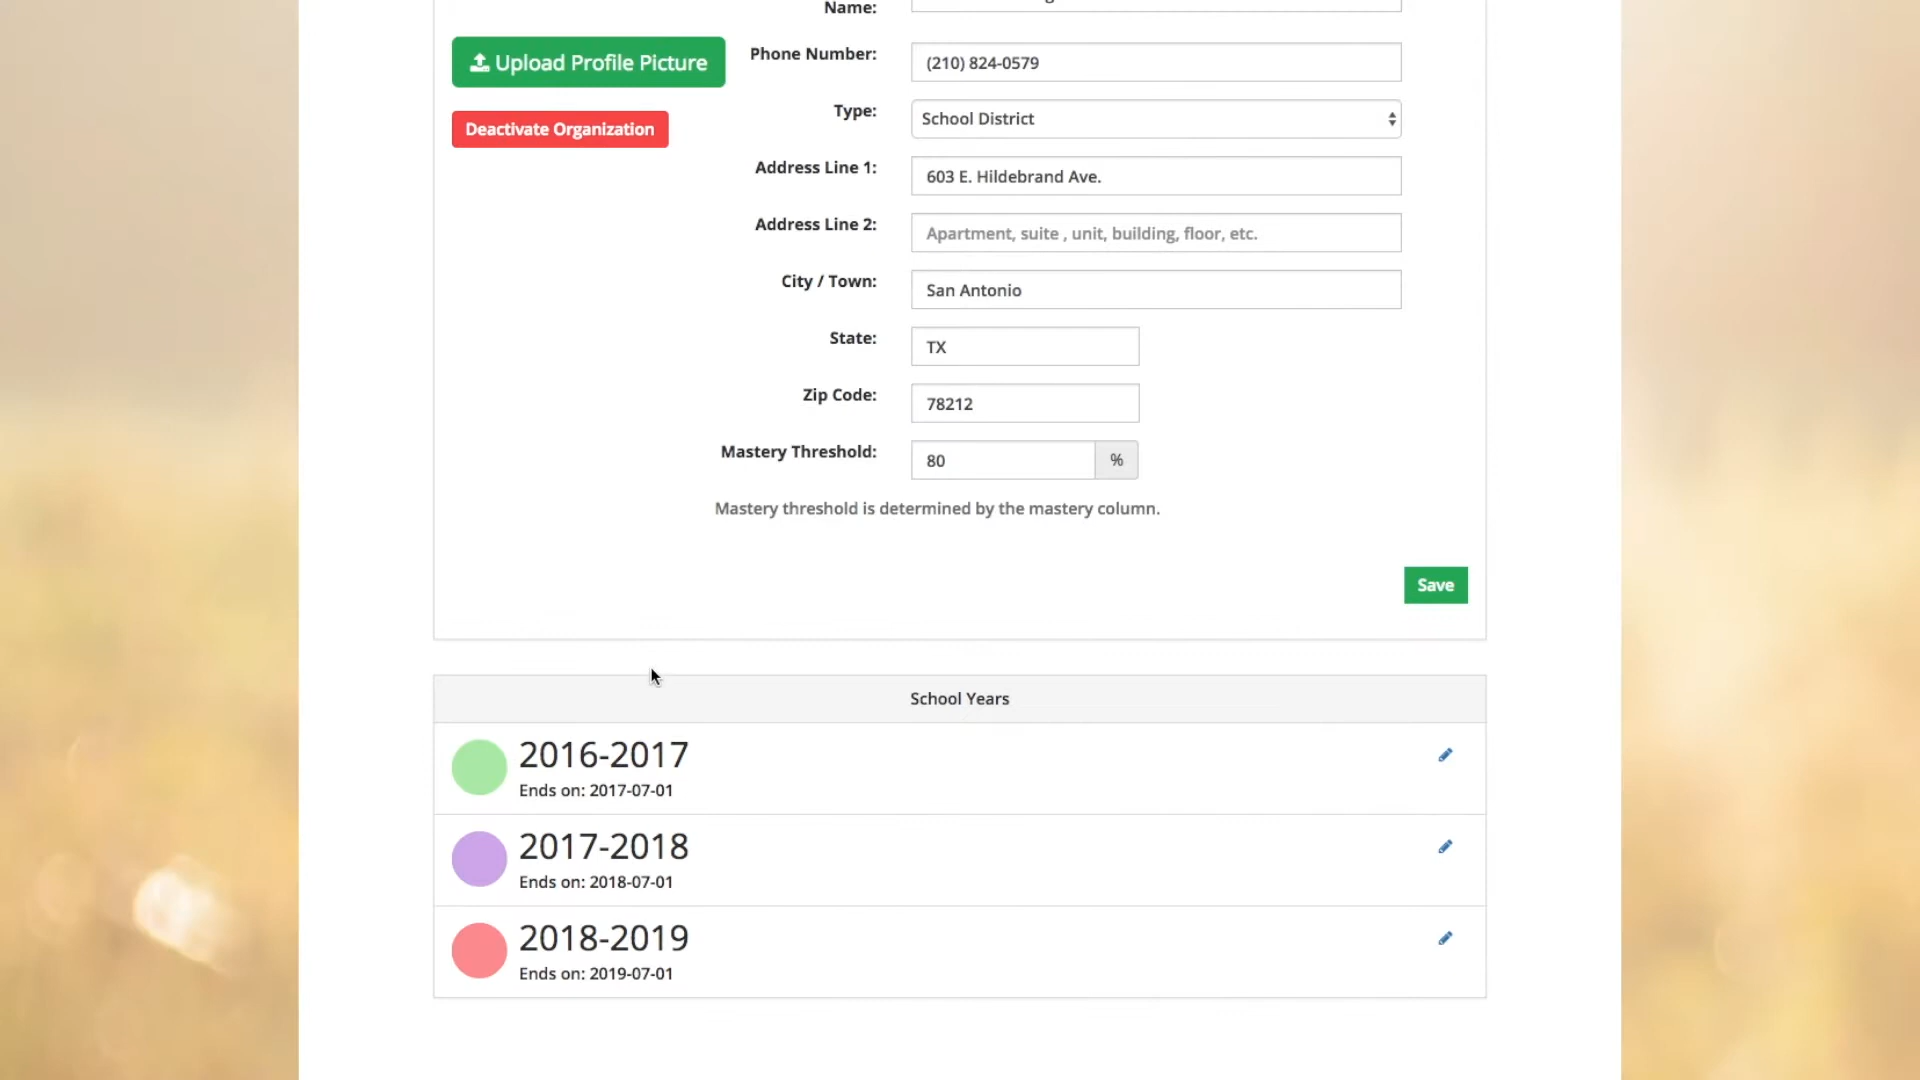 Name:
Upload Profile Picture
Phone Number:
(210) 824-0579
Deactivate Organization
Type:
School District
Address Line 1:
603 E. Hildebrand Ave.
Address Line 2:
Apartment, suite , unit, building, floor, etc.
City / Town:
San Antonio
State:
TX
Zip Code:
78212
Mastery Threshold:
80
%
Mastery threshold is determined by the mastery column.
Save
School Years
2016-2017
Ends on: 2017-07-01
2017-2018
Ends on: 2018-07-01
2018-2019
Ends on: 2019-07-01